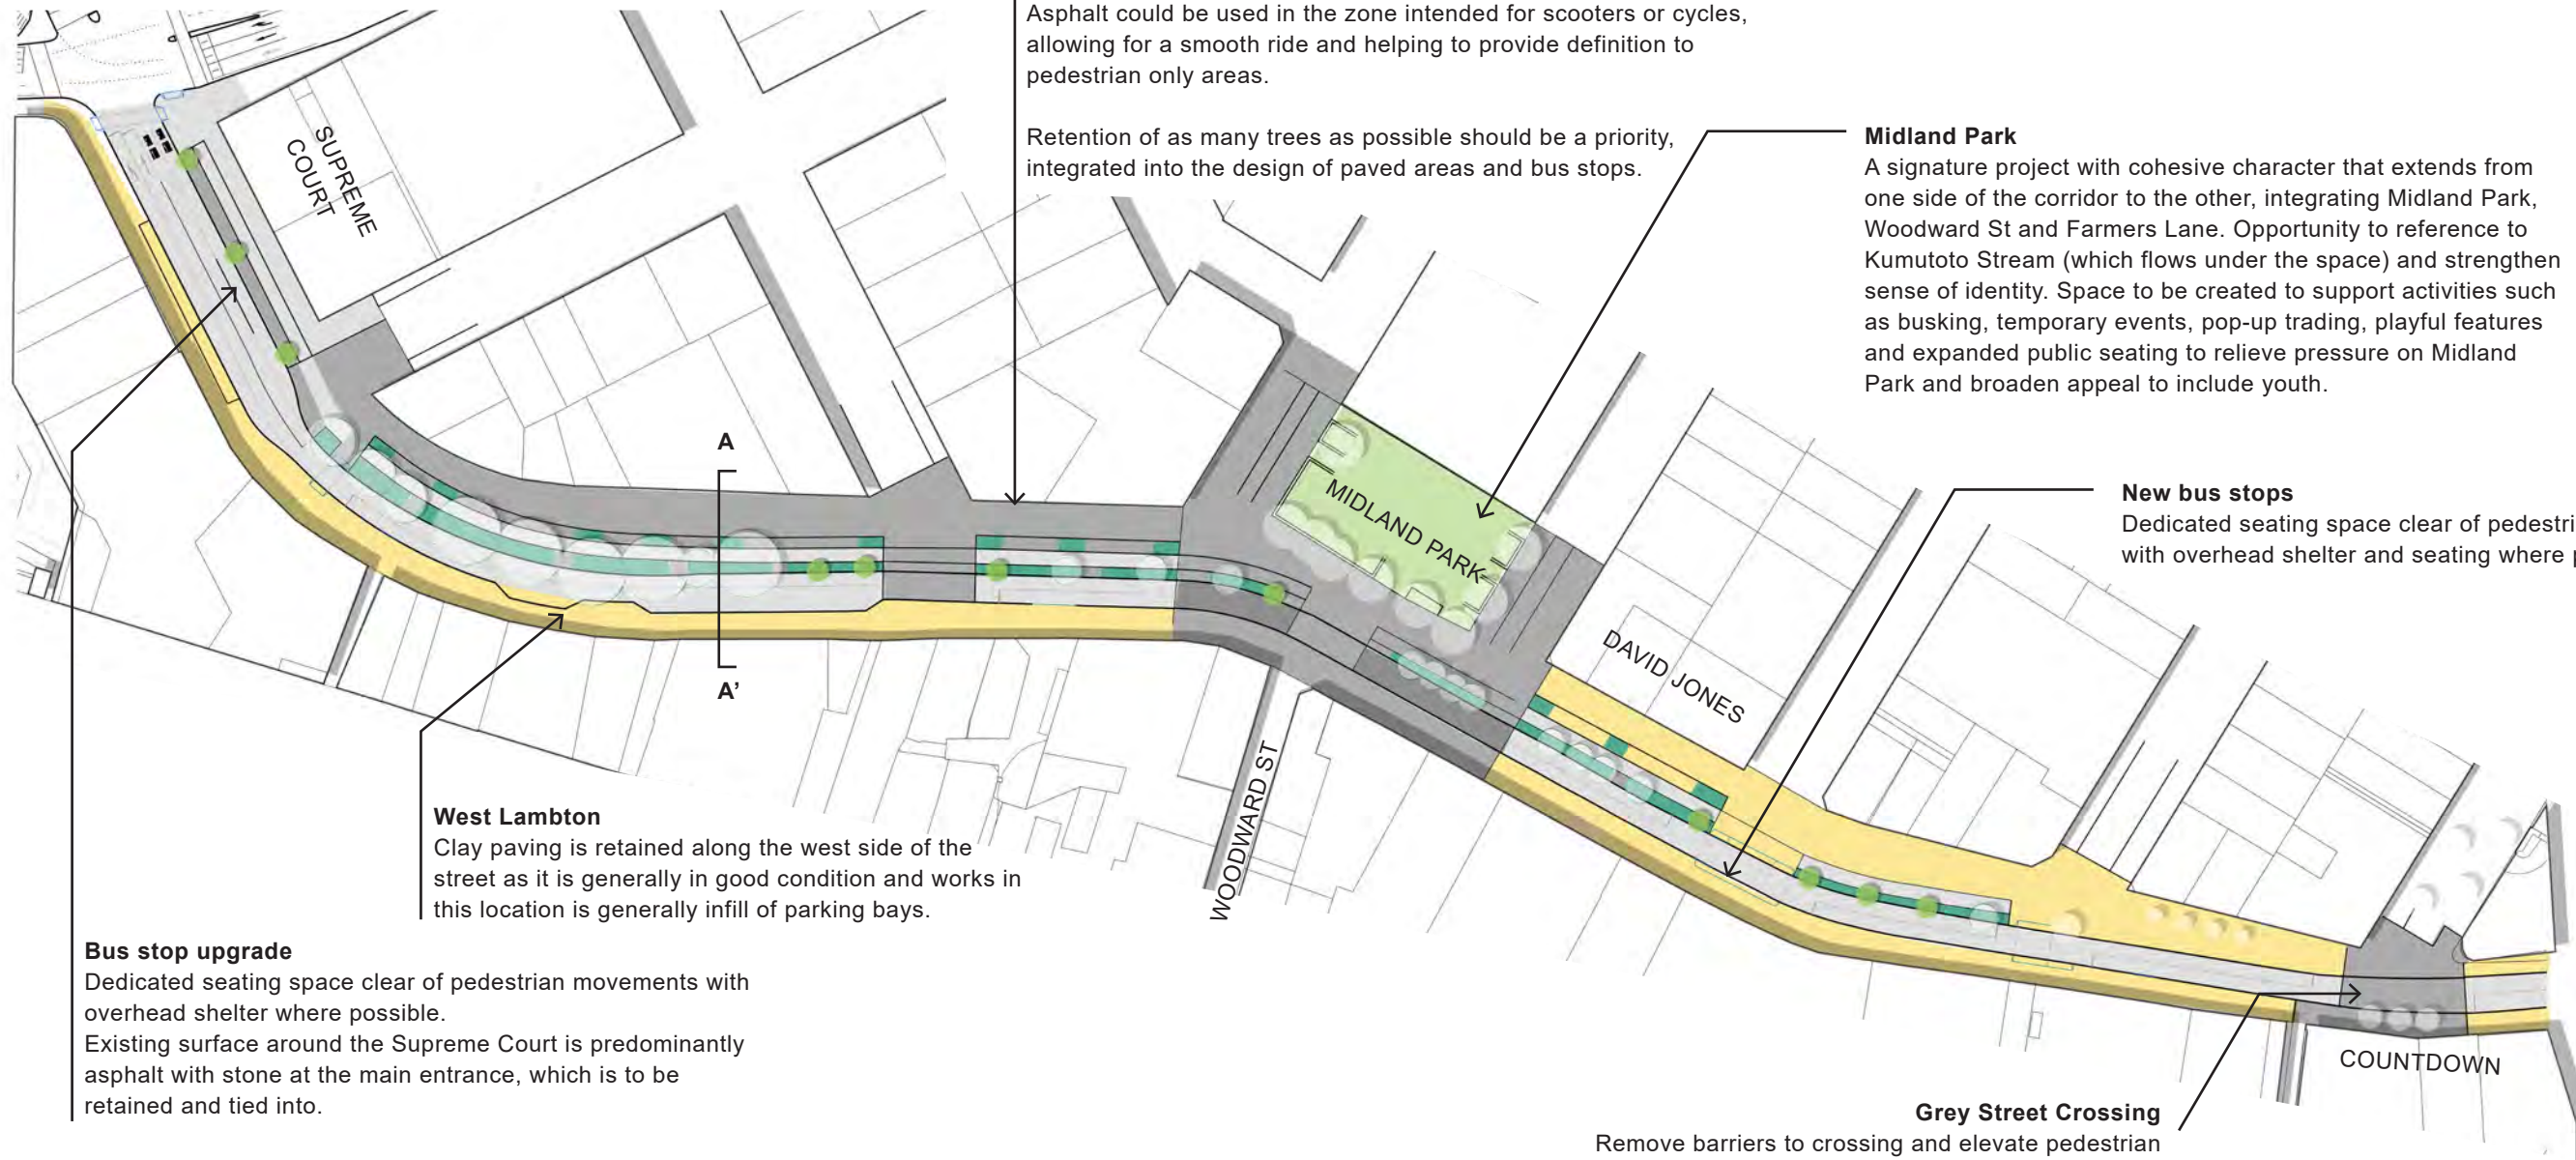 Asphalt could be used in the zone intended for scooters or cycles,
allowing for a smooth ride and helping to provide definition to
pedestrian only areas.
Retention of as many trees as possible should be a priority,
integrated into the design of paved areas and bus stops.
Midland Park
A signature project with cohesive character that extends from
one side of the corridor to the other, integrating Midland Park,
Woodward St and Farmers Lane. Opportunity to reference to
Kumutoto Stream (which flows under the space) and strengthen
sense of identity. Space to be created to support activities such
as busking, temporary events, pop-up trading, playful features
and expanded public seating to relieve pressure on Midland
Park and broaden appeal to include youth.
SUPREME
COURT
A
MIDLAND PARK
New bus stops
Dedicated seating space clear of pedestri
with overhead shelter and seating where
A'
DAVID JONES
WOODWARD ST
West Lambton
Clay paving is retained along the west side of the
street as it is generally in good condition and works in
this location is generally infill of parking bays.
Bus stop upgrade
Dedicated seating space clear of pedestrian movements with
overhead shelter where possible.
Existing surface around the Supreme Court is predominantly
asphalt with stone at the main entrance, which is to be
retained and tied into.
COUNTDOWN
Grey Street Crossing
Remove barriers to crossing and elevate pedestrian